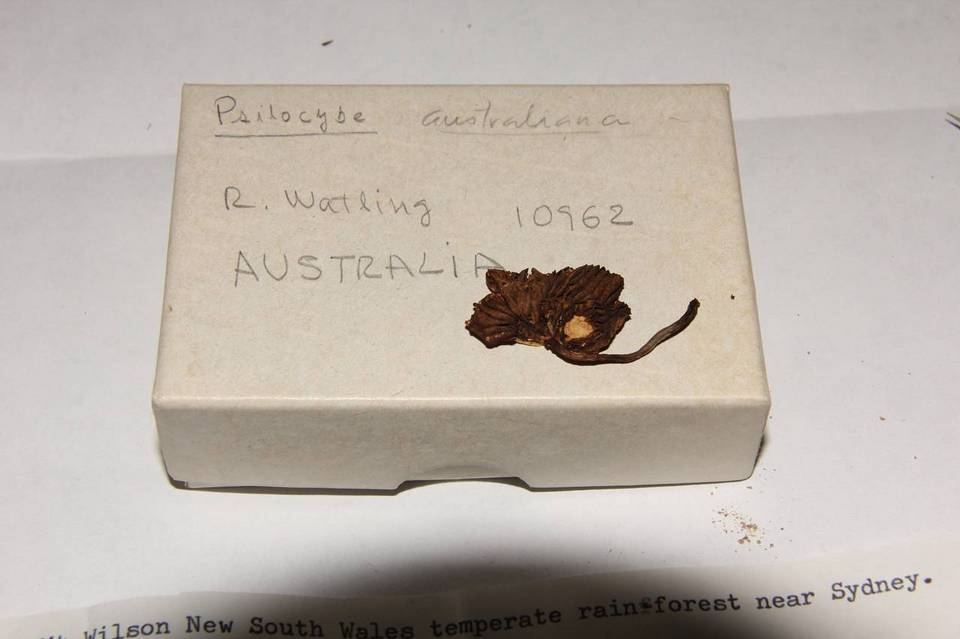 Psilocybe australiana
R. Watling 10962
AUSTRALIA
Wilson New South Wales temperate rain-forest near Sydney.